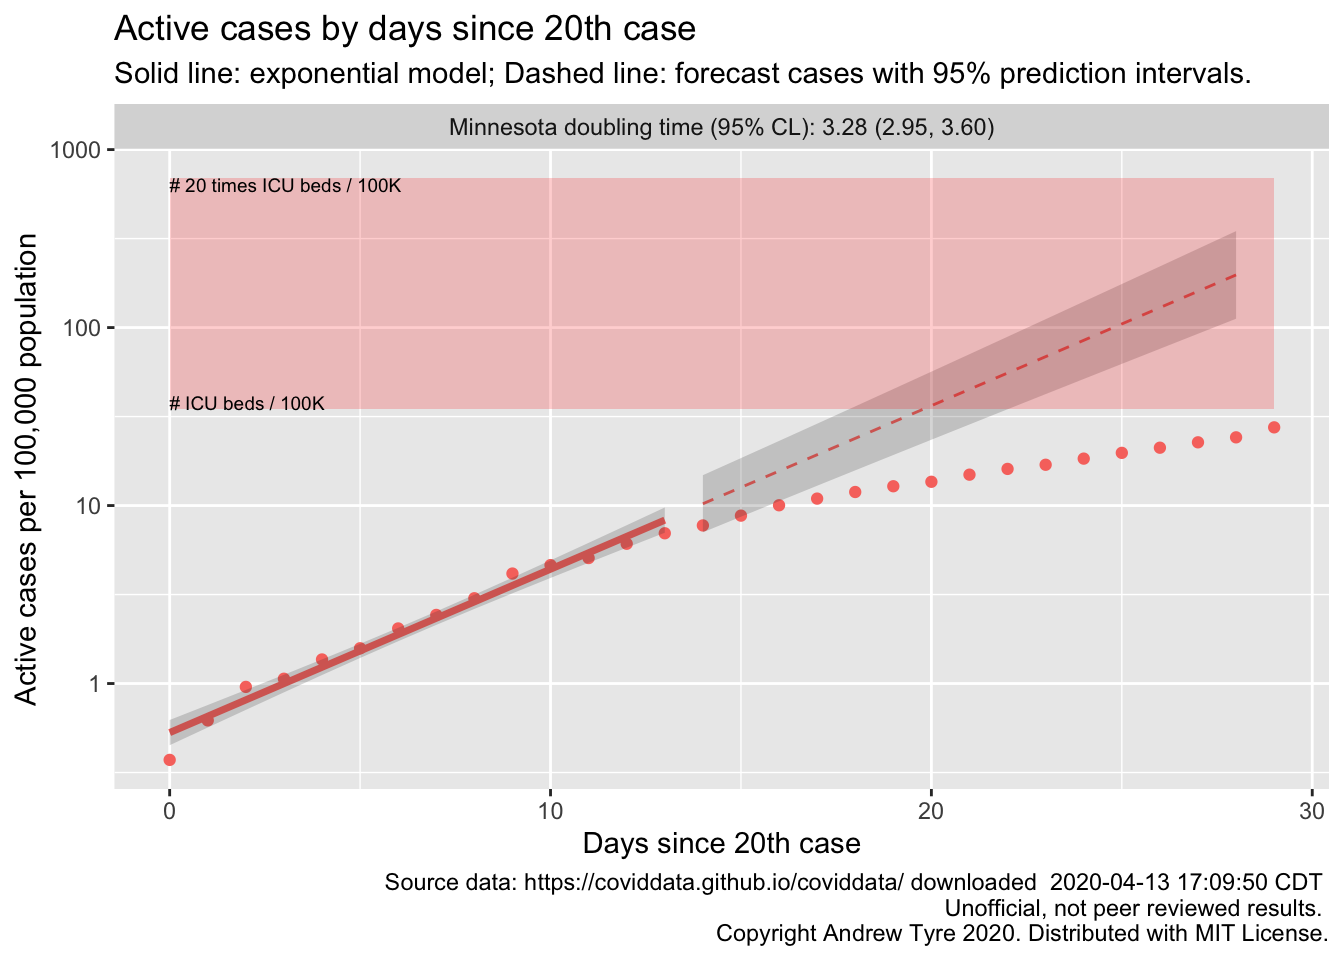 Active cases by days since 20th case
Solid line: exponential model; Dashed line: forecast cases with 95% prediction intervals.
Minnesota doubling time (95% CL): 3.28 (2.95, 3.60)
1000
# 20 times ICU beds / 100K
100
# ICU beds / 100K
10
1
Active cases per 100,000 population
0
10
20
30
Days since 20th case
Source data: https://coviddata.github.io/coviddata/ downloaded  2020-04-13 17:09:50 CDT
Unofficial, not peer reviewed results.
Copyright Andrew Tyre 2020. Distributed with MIT License.